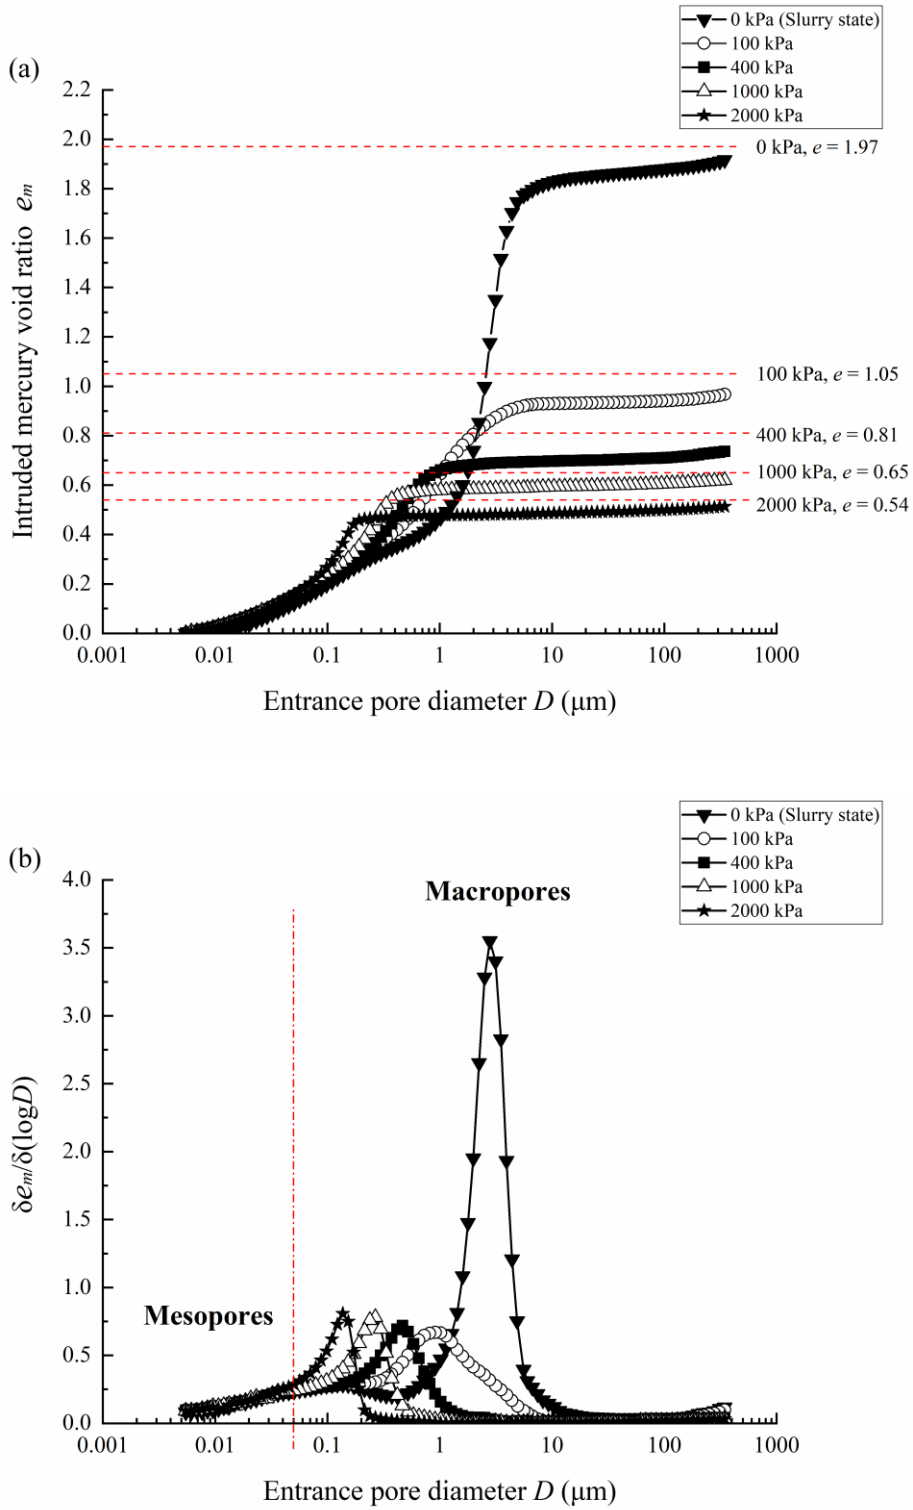 0 kPa (Slurry state)
100 kPa
400 kPa
1000 kPa
2000 kPa
(a)
Intruded mercury void ratio em
2.2
2.0
1.8
1.6
1.4
1.2
1.0
0.8
0.6
0.4
0.2
0.0
0 kPa, e = 1.97
100 kPa, e = 1.05
400 kPa, e = 0.81
1000 kPa, e = 0.65
2000 kPa, e = 0.54
0.001 0.01 0.1 1 10 100 1000
Entrance pore diameter D (μm)
0 kPa (Slurry state)
100 kPa
400 kPa
1000 kPa
2000 kPa
(b)
δem/δ(logD)
4.0
3.5
3.0
2.5
2.0
1.5
1.0
0.5
0.0
Macropores
Mesopores
0.001 0.01 0.1 1 10 100 1000
Entrance pore diameter D (μm)